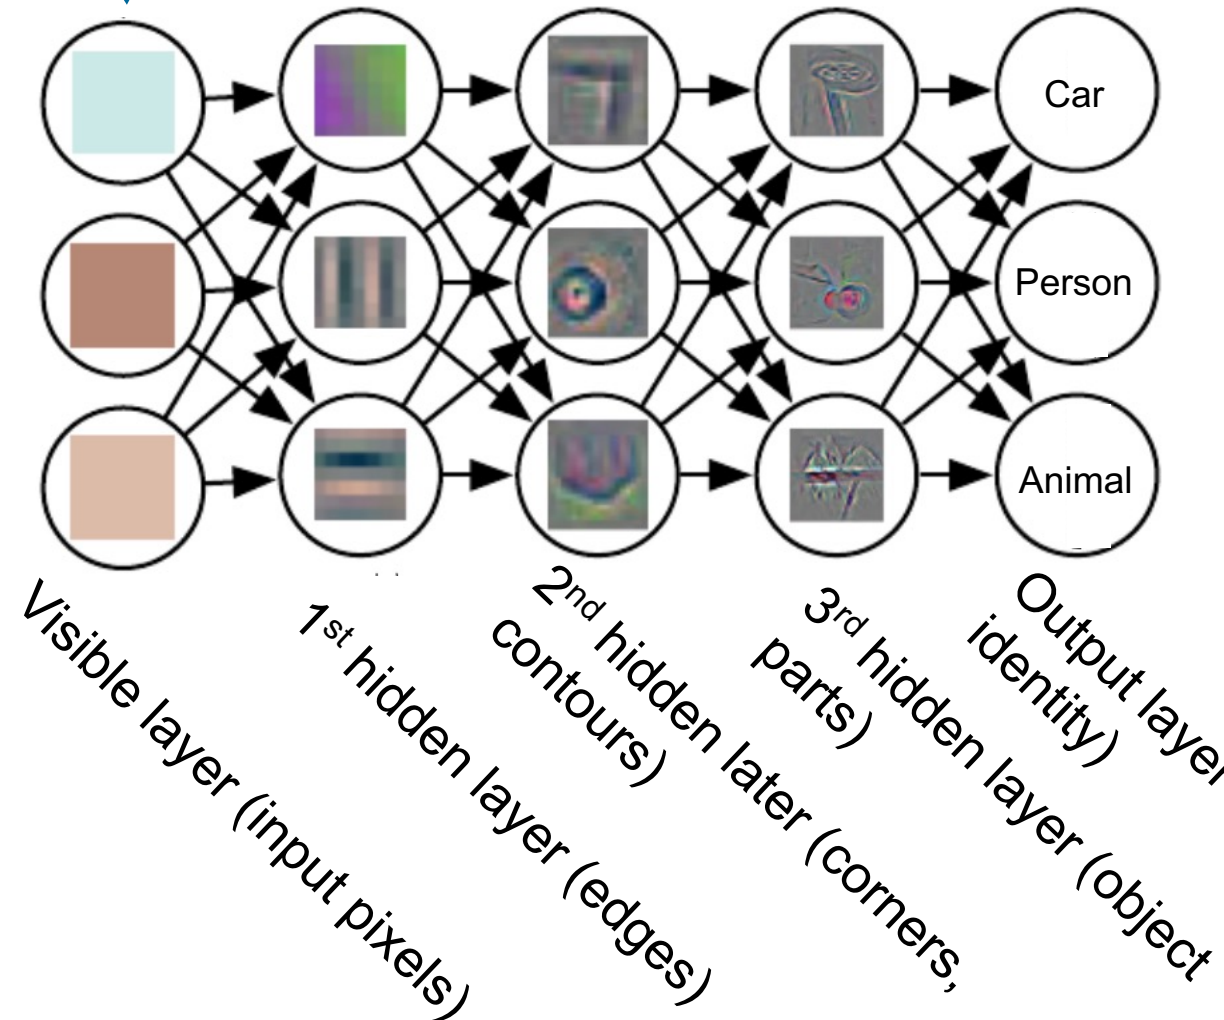 Car
Person
Animal
Visible layer (input pixels)
1st hidden layer (edges)
2nd hidden later (corners,
contours)
3rd hidden layer (object
parts)
Output layer
identity)